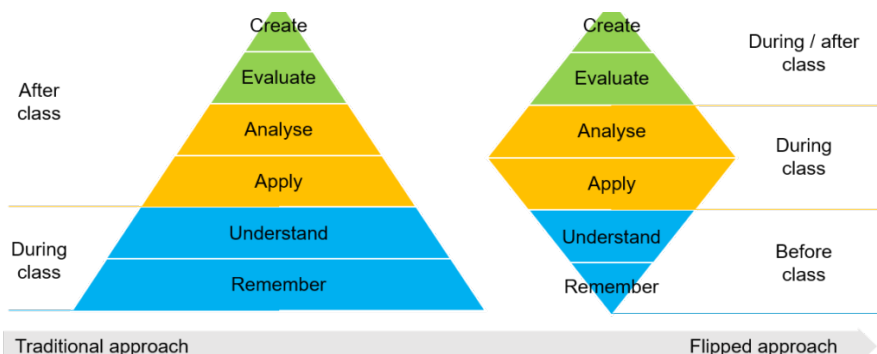 Create
Evaluate
Analyse
Apply
Understand
Remember
After
class
During
class
Create
Evaluate
Analyse
Apply
Understand
Remember
During / after
class
During
class
Before
class
Traditional approach
Flipped approach